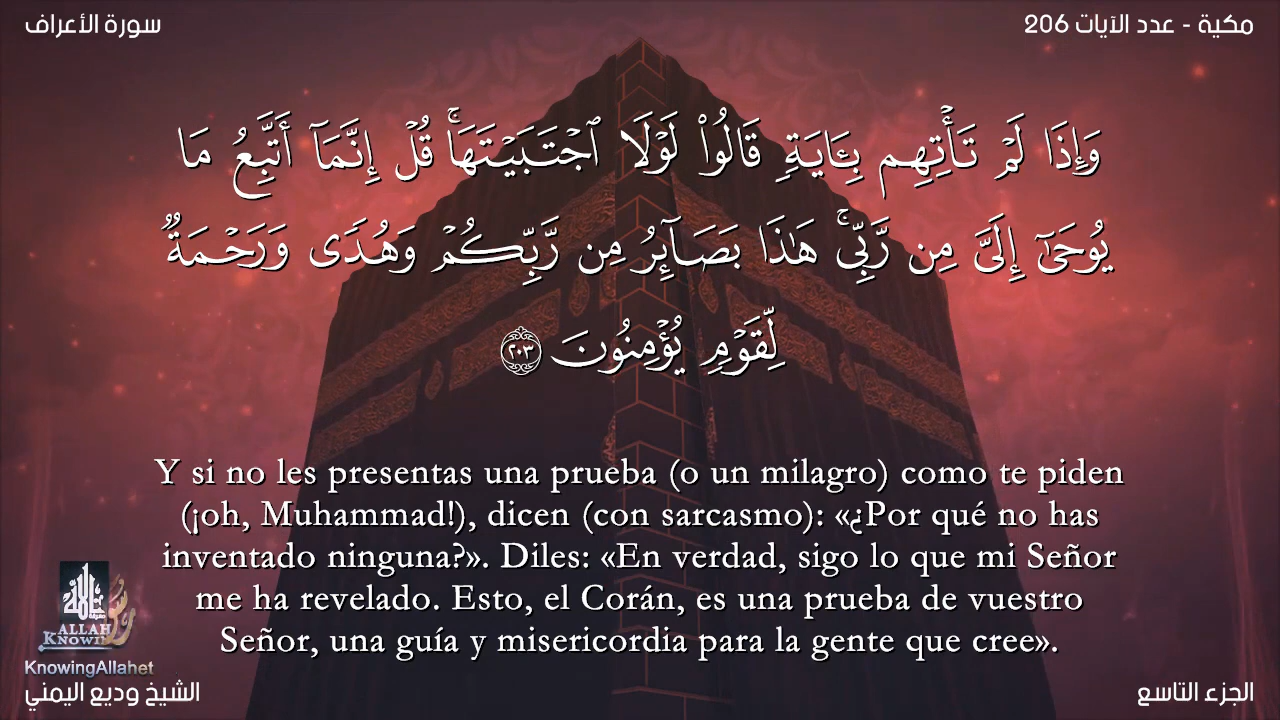 سورة الأعراف
مكية - عدد الآيات 206
وَإِذَا لَمْ تَأْتِهِم بِـَٔايَةٍ قَالُوا۟ لَوْلَا ٱجْتَبَيْتَهَا ۚ قُلْ إِنَّمَآ أَتَّبِعُ مَا
يُوحَىٰٓ إِلَىَّ مِن رَّبِّى ۚ هَـٰذَا بَصَآئِرُ مِن رَّبِّكُمْ وَهُدًى وَرَحْمَةٌ
لِّقَوْمٍ يُؤْمِنُونَ ٢٠٣
Y si no les presentas una prueba (o un milagro) como te piden
(¡oh, Muhammad!), dicen (con sarcasmo): «¿Por qué no has
inventado ninguna?». Diles: «En verdad, sigo lo que mi Señor
me ha revelado. Esto, el Corán, es una prueba de vuestro
Señor, una guía y misericordia para la gente que cree».
ALLAH
KnowingAllahet
الشيخ وديع اليمني
الجزء التاسع